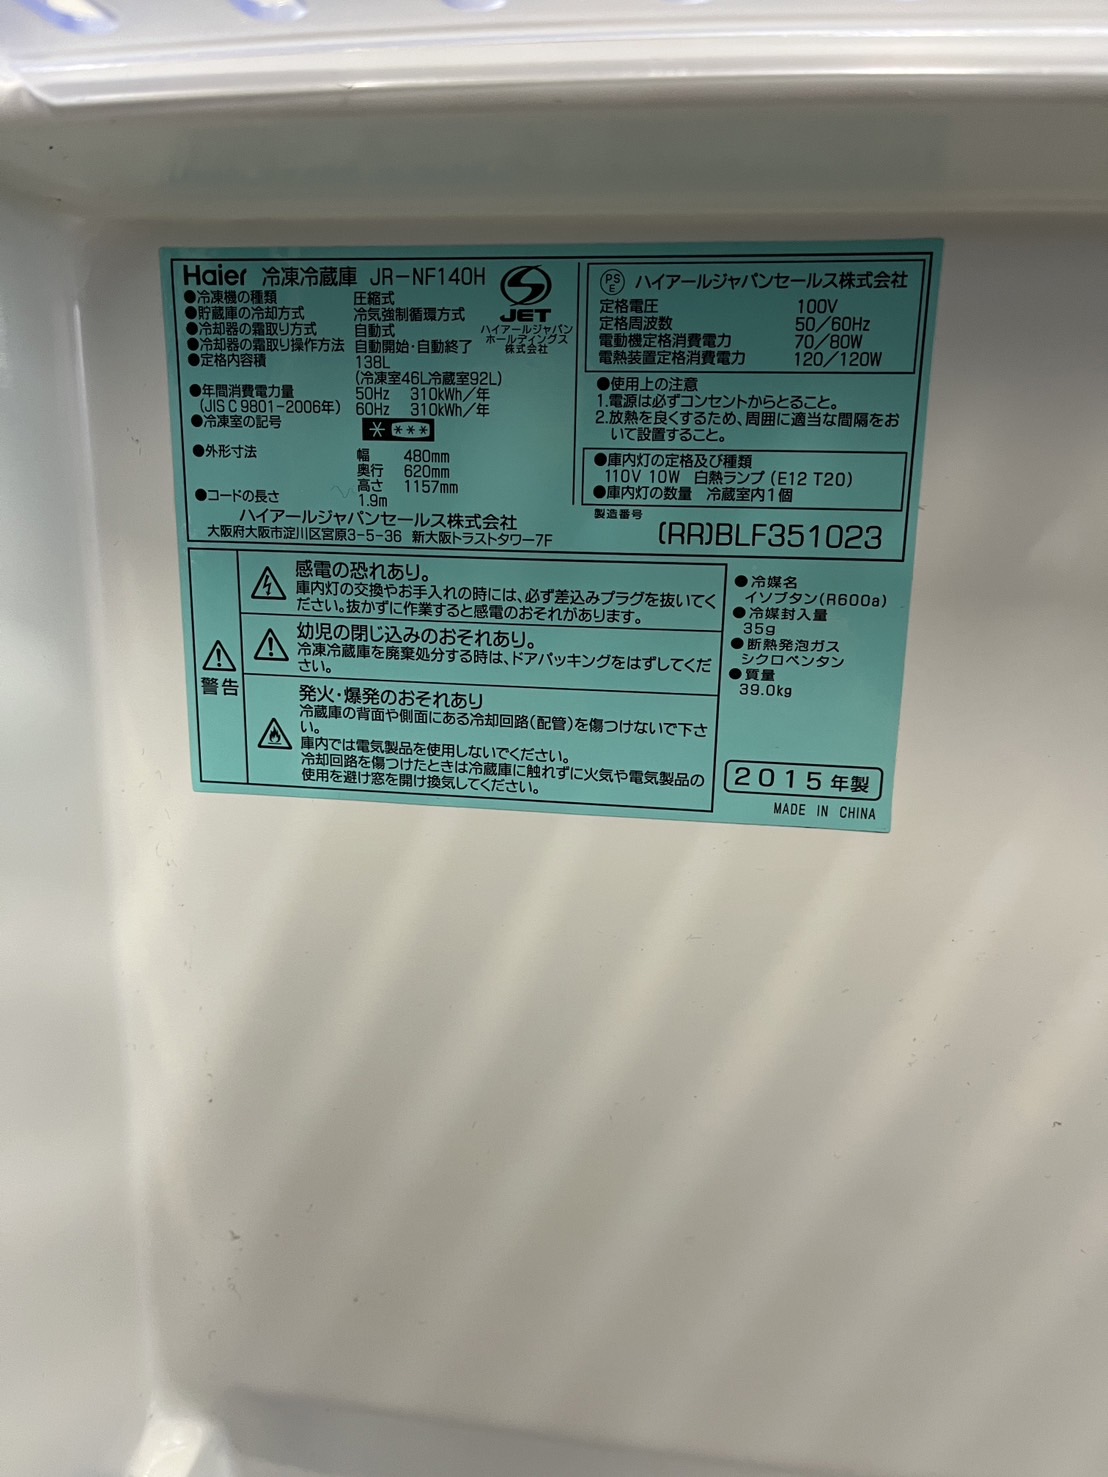 Haier 冷凍冷蔵庫 JR-NF140H
●冷凍機の種類 圧縮式
●貯蔵庫の冷却方式 冷気強制循環方式
●冷却器の霜取り方式 自動式
●冷却器の霜取り操作方法 自動開始・自動終了
●定格内容積 138L
(冷凍室46L冷蔵室92L)
●年間消費電力量 50Hz 310kWh/年
(JIS C 9801-2006年) 60Hz 310kWh/年
●冷凍室の記号
●外形寸法 幅 480mm
奥行 620mm
高さ 1157mm
●コードの長さ 1.9m
ハイアールジャパンセールス株式会社
大阪府大阪市淀川区宮原3-5-36 新大阪トラストタワー7F
JET
ハイアールジャパン
ホールディングス
株式会社
PS
E
ハイアールジャパンセールス株式会社
定格電圧 100V
定格周波数 50/60Hz
電動機定格消費電力 70/80W
電熱装置定格消費電力 120/120W
●使用上の注意
1.電源は必ずコンセントからとること。
2.放熱を良くするため、周囲に適当な間隔をお
いて設置すること。
●庫内灯の定格及び種類
110V 10W 白熱ランプ(E12 T20)
●庫内灯の数量 冷蔵室内1個
製造番号
(RR)BLF351023
警告
感電の恐れあり。
庫内灯の交換やお手入れの時には、必ず差込みプラグを抜いてく
ださい。抜かずに作業すると感電のおそれがあります。
幼児の閉じ込みのおそれあり。
冷凍冷蔵庫を廃棄処分する時は、ドアパッキングをはずしてくだ
さい。
発火・爆発のおそれあり
冷蔵庫の背面や側面にある冷却回路(配管)を傷つけないで下さ
い。
庫内では電気製品を使用しないでください。
冷却回路を傷つけたときは冷蔵庫に触れずに火気や電気製品の
使用を避け窓を開け換気してください。
●冷媒名
イソブタン(R600a)
●冷媒封入量
35g
●断熱発泡ガス
シクロペンタン
●質量
39.0kg
2015年製
MADE IN CHINA